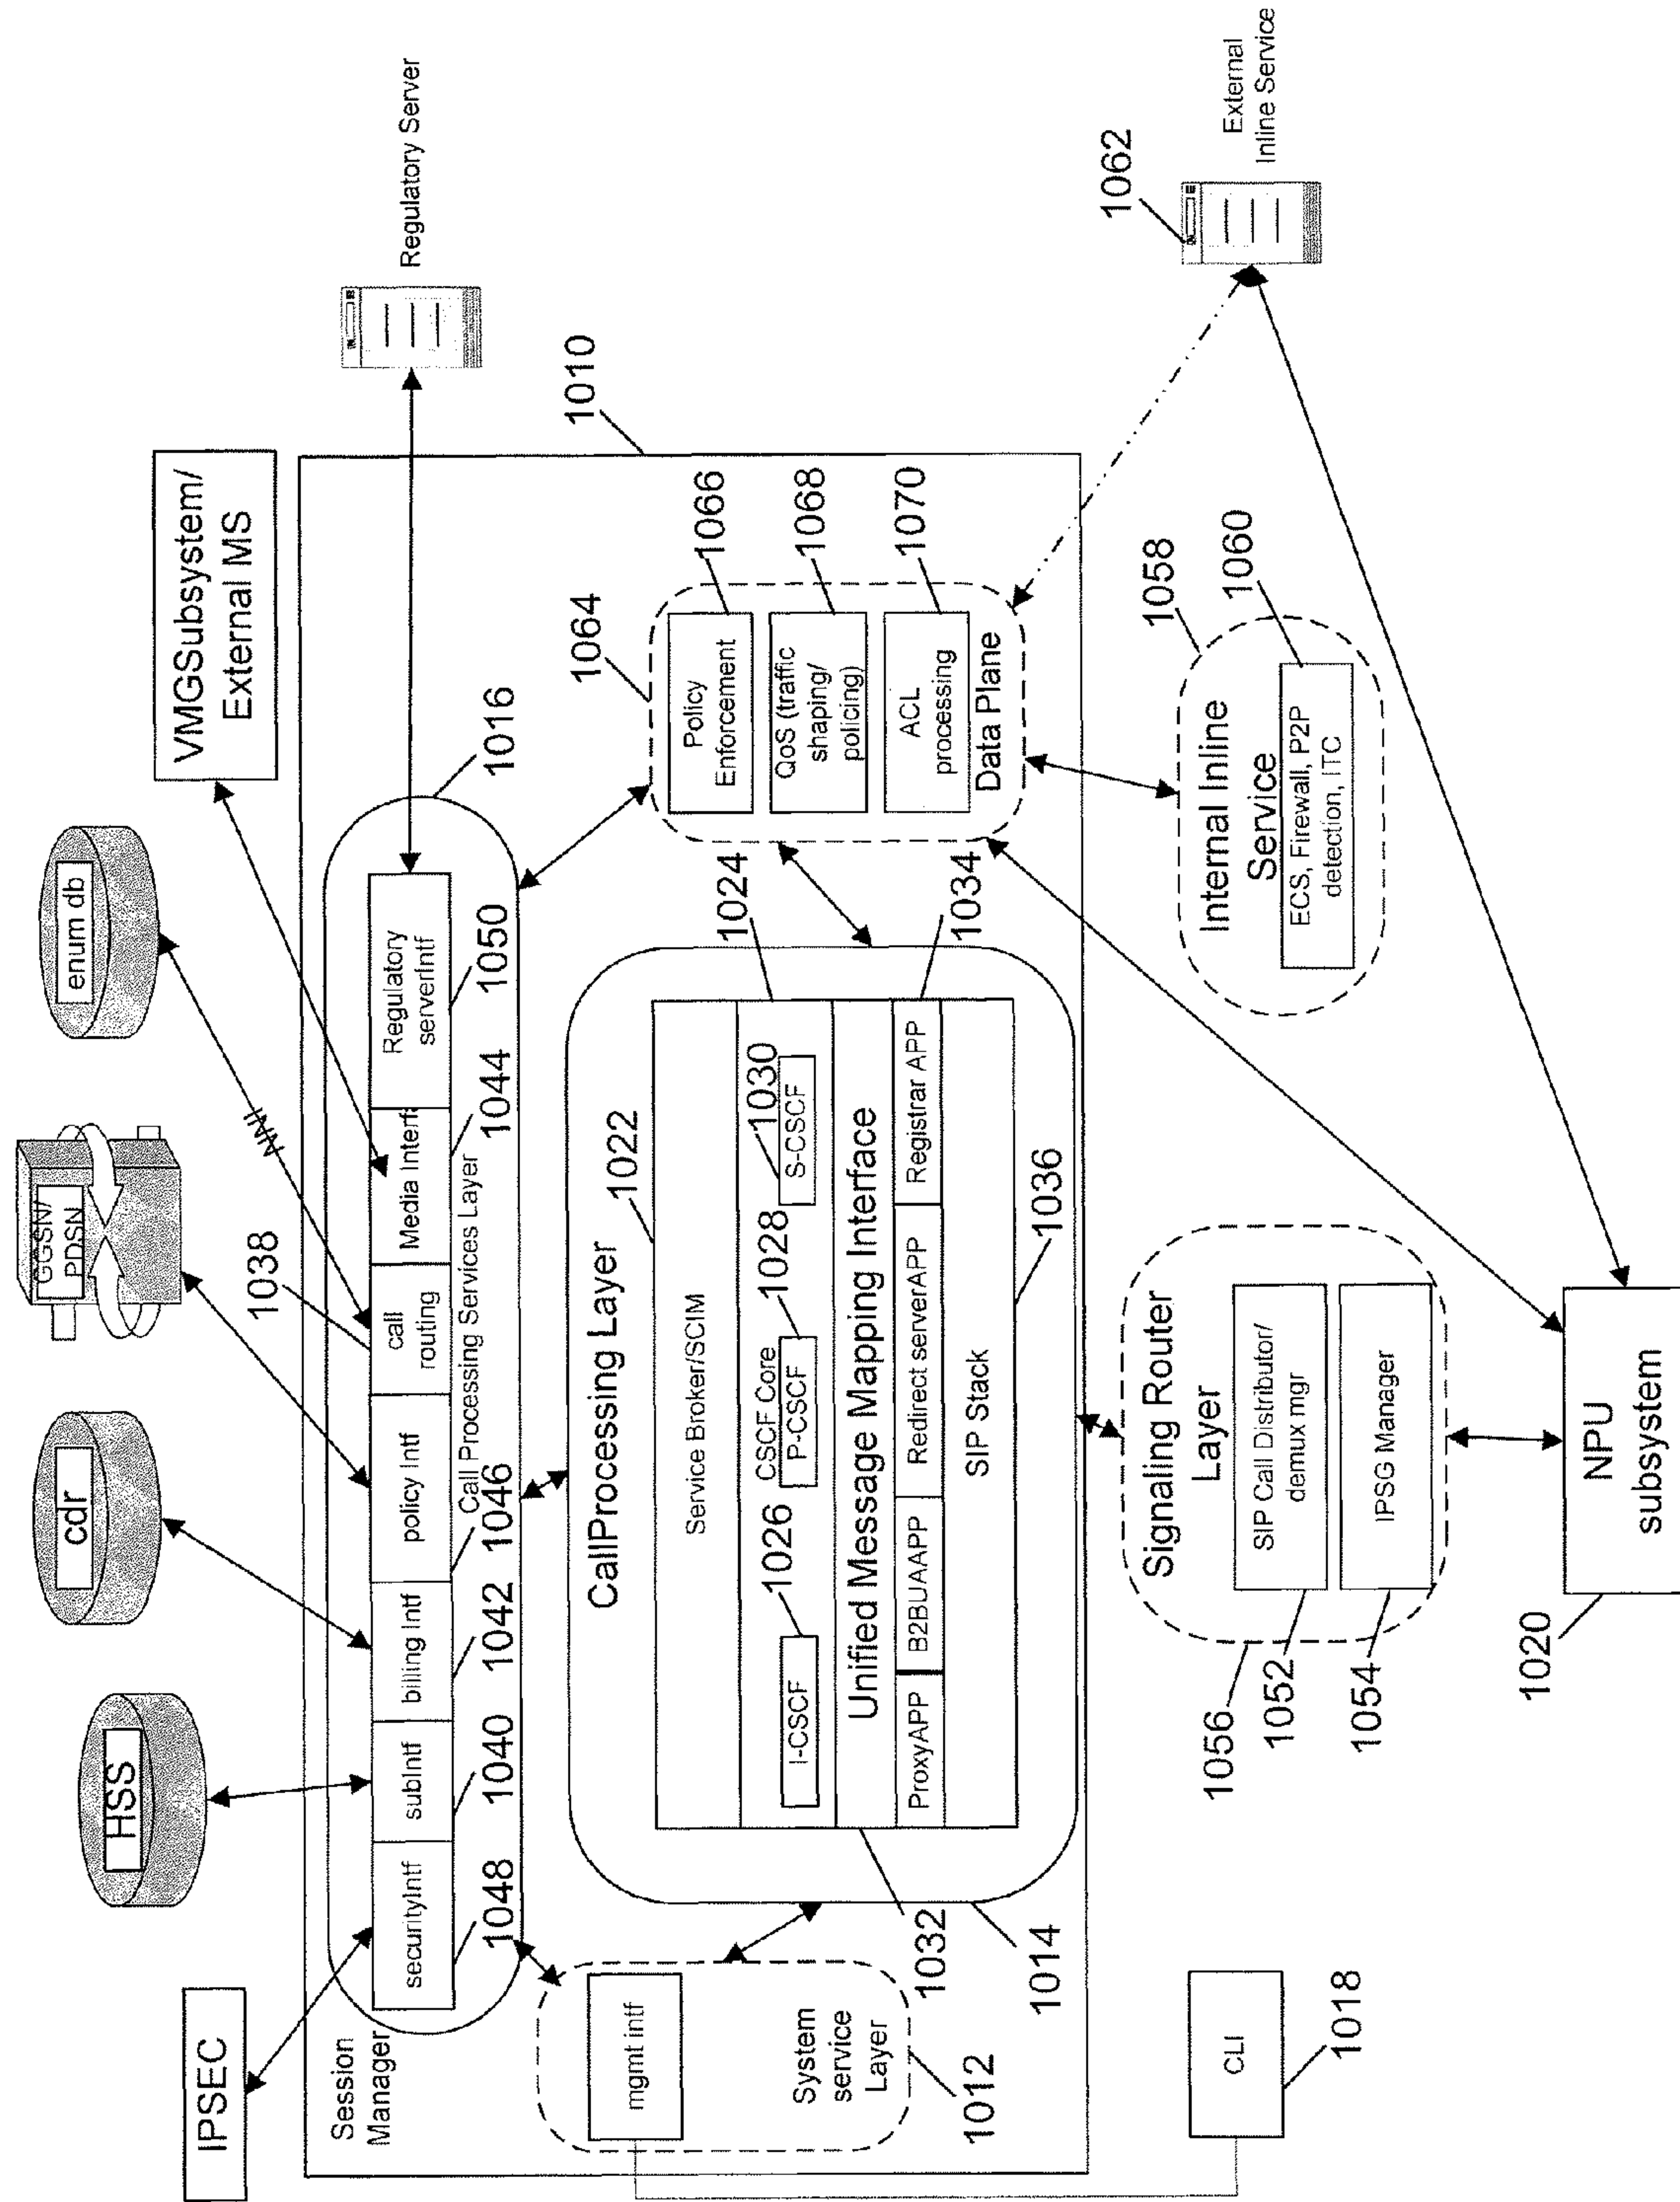 IPSEC
HSS
cdr
GGSN/
PDSN
enum db
VMGSubsystem/
External MS
Regulatory Server
Session
Manager
securityIntf
subIntf
billing Intf
policy Intf
call
routing
Media Interf
Regulatory
serverIntf
Call Processing Services Layer
1048
1040
1042
1046
1038
1044
1050
1016
1010
mgmt intf
System
service
Layer
1012
CallProcessing Layer
1022
Service Broker/SCIM
1024
CSCF Core
I-CSCF
1026
P-CSCF
1028
S-CSCF
1030
Unified Message Mapping Interface
ProxyAPP
B2BUAAPP
Redirect serverAPP
Registrar APP
1034
SIP Stack
1036
1032
1014
1064
Policy
Enforcement
1066
QoS (traffic
shaping/
policing)
1068
ACL
processing
1070
Data Plane
1062
External
Inline Service
Internal Inline
Service
1058
ECS, Firewall, P2P
detection, ITC
1060
Signaling Router
Layer
SIP Call Distributor/
demux mgr
IPSG Manager
1056
1052
1054
CLI
1018
NPU
subsystem
1020